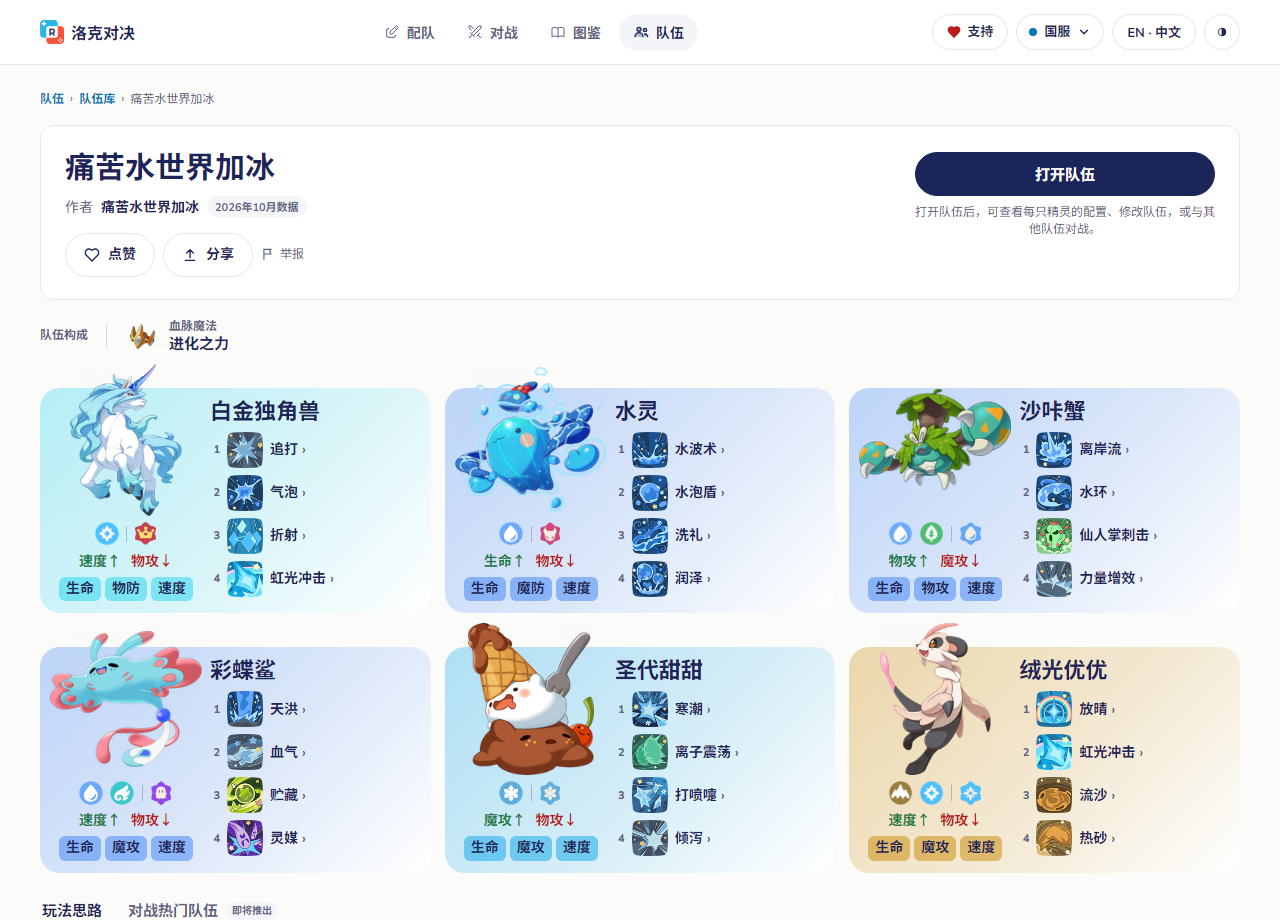 洛克对决
配队
对战
图鉴
队伍
支持
国服
EN · 中文
队伍 › 队伍库 › 痛苦水世界加冰
痛苦水世界加冰
作者 痛苦水世界加冰 2026年10月数据
点赞
分享
举报
打开队伍
打开队伍后，可查看每只精灵的配置、修改队伍，或与其
他队伍对战。
队伍构成
血脉魔法
进化之力
白金独角兽
1 追打 ›
2 气泡 ›
3 折射 ›
4 虹光冲击 ›
速度↑ 物攻↓
生命 物防 速度
水灵
1 水波术 ›
2 水泡盾 ›
3 洗礼 ›
4 润泽 ›
生命↑ 物攻↓
生命 魔防 速度
沙咔蟹
1 离岸流 ›
2 水环 ›
3 仙人掌刺击 ›
4 力量增效 ›
物攻↑ 魔攻↓
生命 物攻 速度
彩蝶鲨
1 天洪 ›
2 血气 ›
3 贮藏 ›
4 灵媒 ›
速度↑ 物攻↓
生命 魔攻 速度
圣代甜甜
1 寒潮 ›
2 离子震荡 ›
3 打喷嚏 ›
4 倾泻 ›
魔攻↑ 物攻↓
生命 魔攻 速度
绒光优优
1 放晴 ›
2 虹光冲击 ›
3 流沙 ›
4 热砂 ›
速度↑ 物攻↓
生命 魔攻 速度
玩法思路
对战热门队伍 即将推出